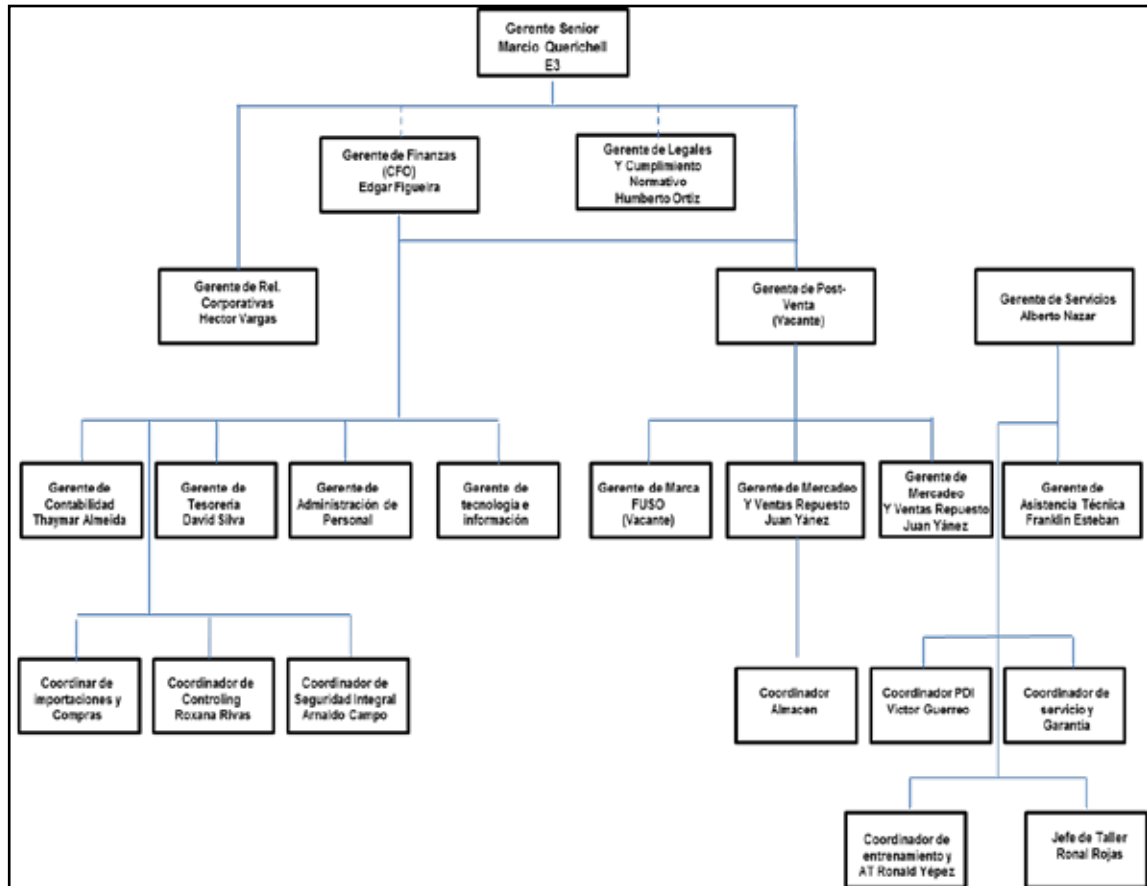 Gerente Senior
Marcio Querichell
E3
Gerente de Finanzas
(CFO)
Edgar Figueira
Gerente de Legales
Y Cumplimiento
Normativo
Humberto Ortiz
Gerente de Rel.
Corporativas
Hector Vargas
Gerente de Post-
Venta
(Vacante)
Gerente de Servicios
Alberto Nazar
Gerente de
Contabilidad
Thaymar Almeida
Gerente de
Tesorería
David Silva
Gerente de
Administración de
Personal
Gerente de
tecnología e
información
Gerente de Marca
FUSO
(Vacante)
Gerente de Mercadeo
Y Ventas Repuesto
Juan Yánez
Gerente de
Mercadeo
Y Ventas Repuesto
Juan Yánez
Gerente de
Asistencia Técnica
Franklin Esteban
Coordinar de
importaciones y
Compras
Coordinador de
Controling
Roxana Rivas
Coordinador de
Seguridad Integral
Arnaldo Campo
Coordinador
Almacen
Coordinador PDI
Victor Guerreo
Coordinador de
servicio y
Garantía
Coordinador de
entrenamiento y
AT Ronald Yépez
Jefe de Taller
Ronal Rojas